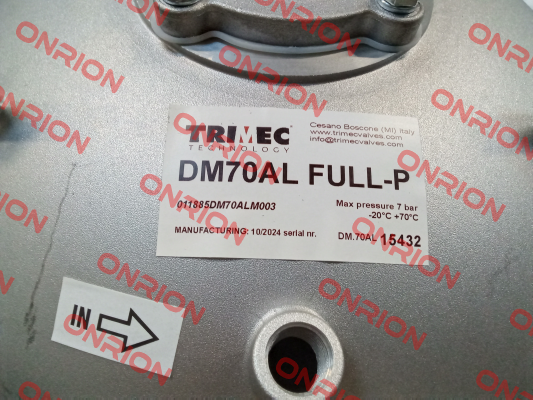 TRIMEC
TECHNOLOGY
Cesano Boscone (MI) Italy
www.trimecvalves.com
info@trimecvalves.com
DM70AL FULL-P
011885DM70ALM003
Max pressure 7 bar
-20°C +70°C
MANUFACTURING: 10/2024 serial nr.
DM.70AL 15432
IN
ONRION
ONRION
ONRION
ONRION
ONRION
ONRION
ONRION
ONRION
ONRION
ONRION
ONRION
ONRION